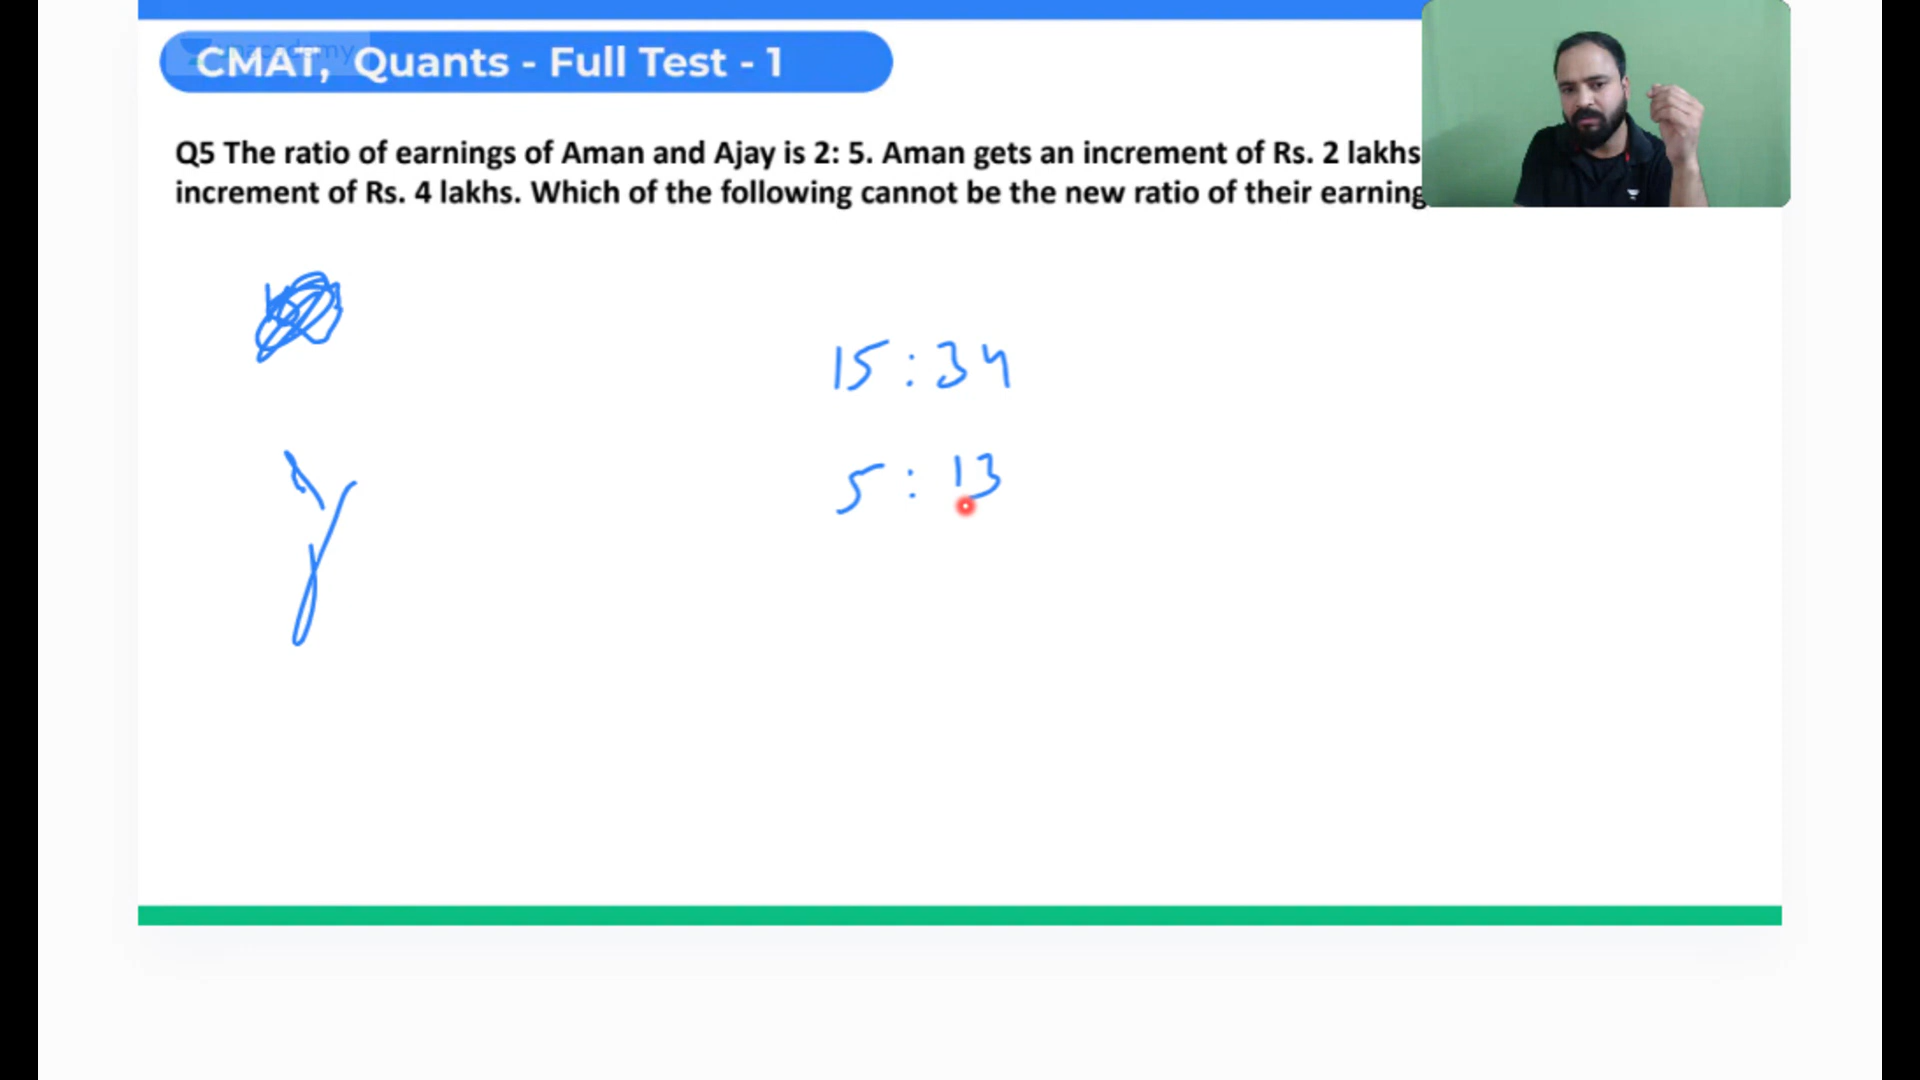 CMAT, Quants - Full Test - 1
Q5 The ratio of earnings of Aman and Ajay is 2: 5. Aman gets an increment of Rs. 2 lakhs
increment of Rs. 4 lakhs. Which of the following cannot be the new ratio of their earning
15 : 34
5 : 13